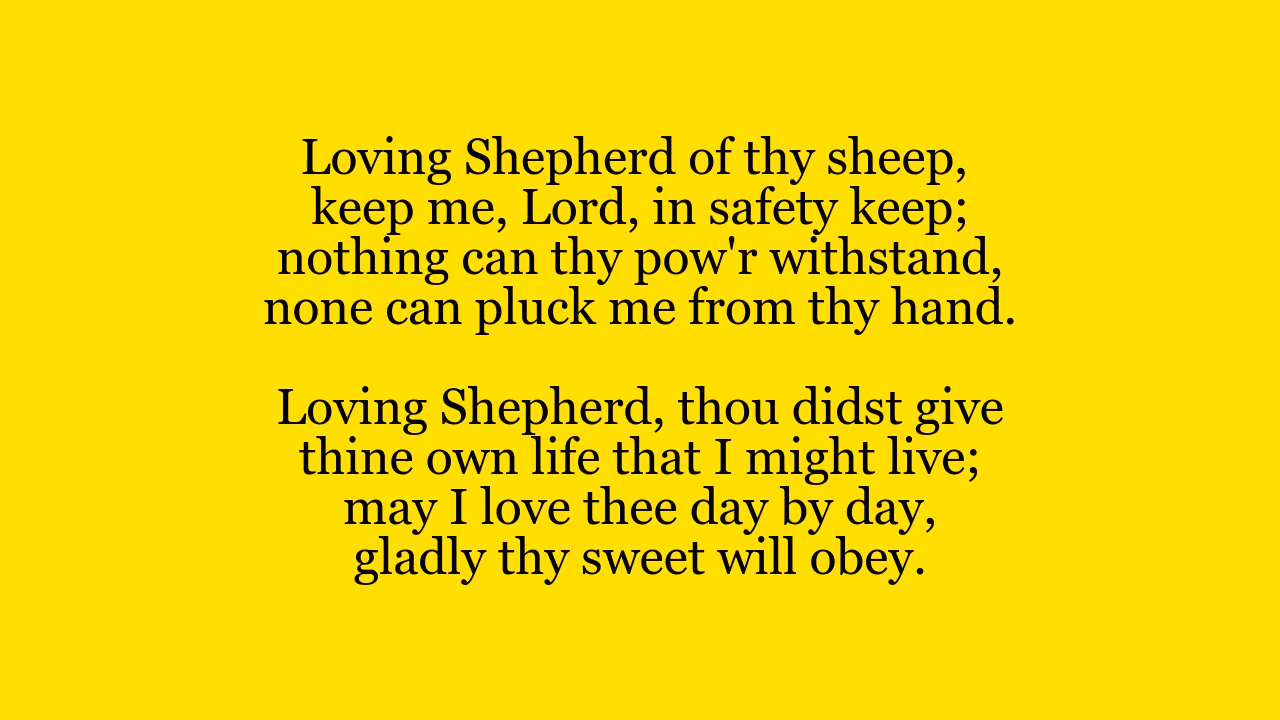 Loving Shepherd of thy sheep,
keep me, Lord, in safety keep;
nothing can thy pow'r withstand,
none can pluck me from thy hand.
Loving Shepherd, thou didst give
thine own life that I might live;
may I love thee day by day,
gladly thy sweet will obey.